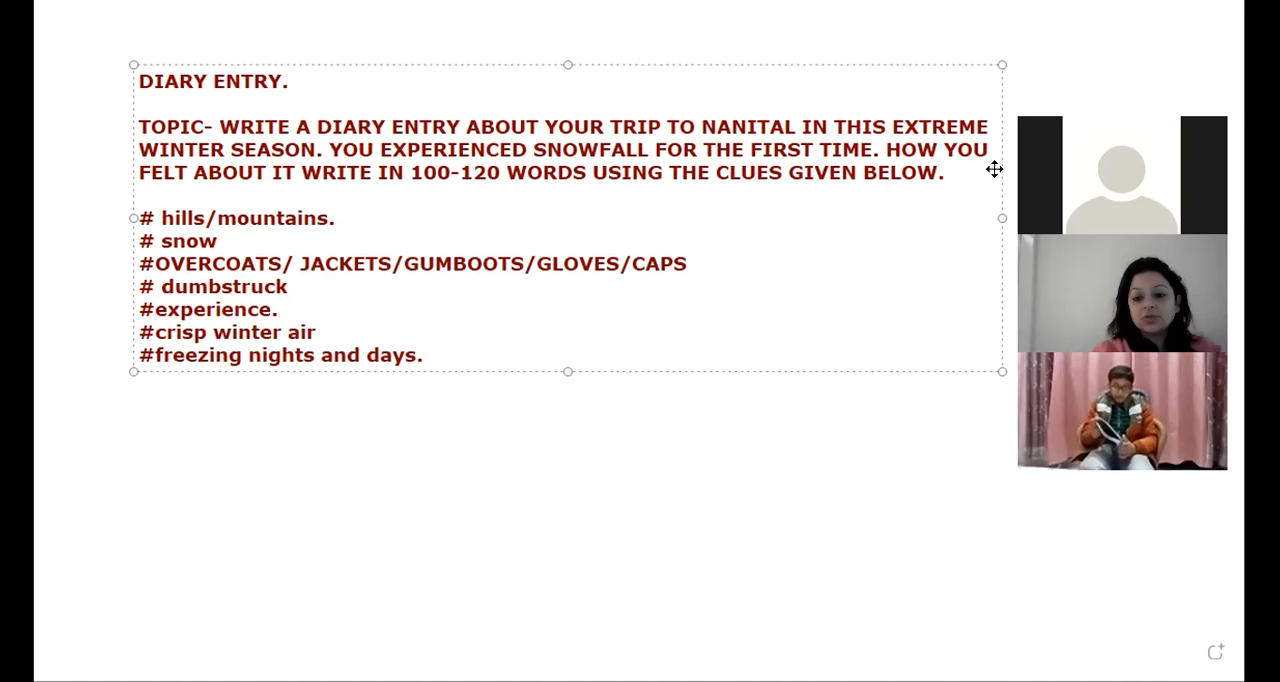 DIARY ENTRY.
TOPIC- WRITE A DIARY ENTRY ABOUT YOUR TRIP TO NANITAL IN THIS EXTREME
WINTER SEASON. YOU EXPERIENCED SNOWFALL FOR THE FIRST TIME. HOW YOU
FELT ABOUT IT WRITE IN 100-120 WORDS USING THE CLUES GIVEN BELOW.
# hills/mountains.
# snow
#OVERCOATS/ JACKETS/GUMBOOTS/GLOVES/CAPS
# dumbstruck
#experience.
#crisp winter air
#freezing nights and days.